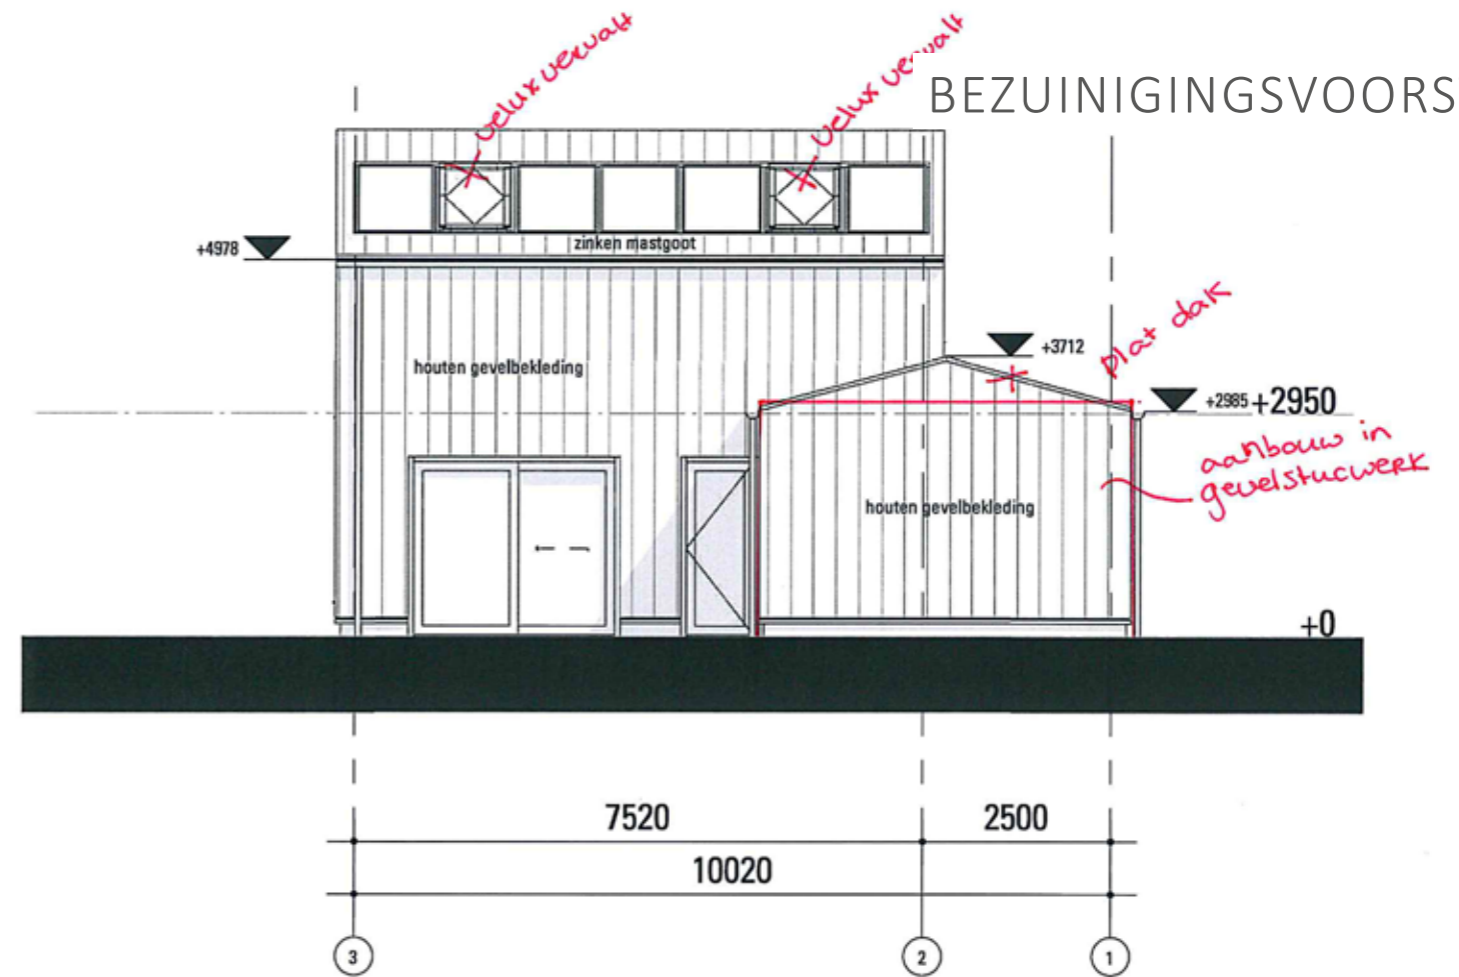 velux vervalt
velux vervalt
BEZUINIGINGSVOORS
+4978
zinken mastgoot
houten gevelbekleding
+3712
plat dak
+2985
+2950
aanbouw in
gevelstucwerk
houten gevelbekleding
+0
7520
2500
10020
3
2
1